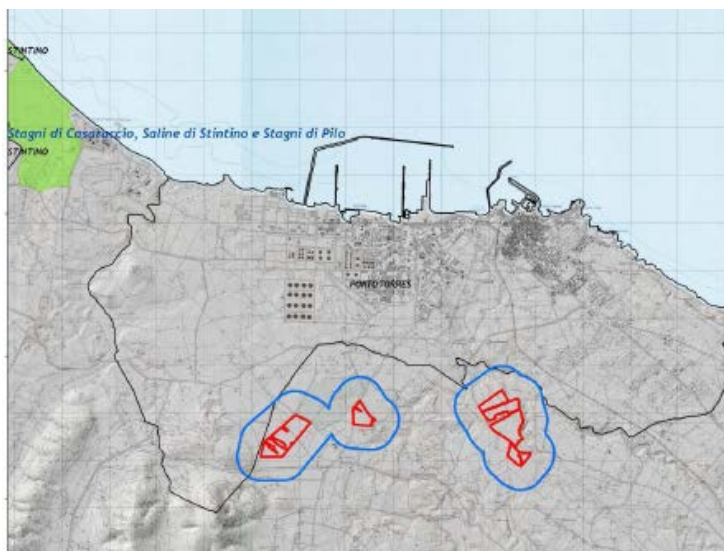 STINTINO
Stagni di Casaraccio, Saline di Stintino e Stagni di Pilo
STINTINO
PORTO TORRES